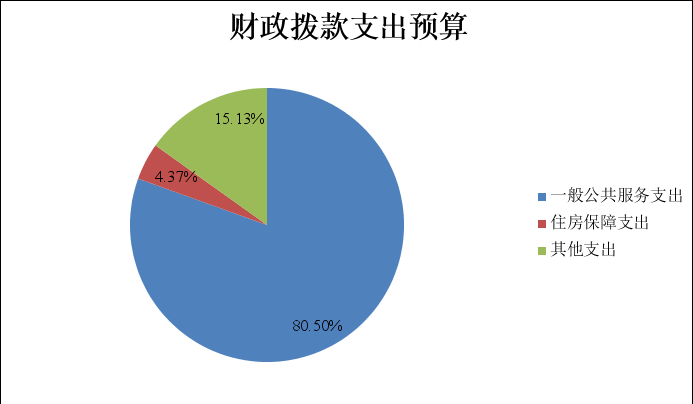 财政拨款支出预算
15.13%
4.37%
80.50%
一般公共服务支出
住房保障支出
其他支出